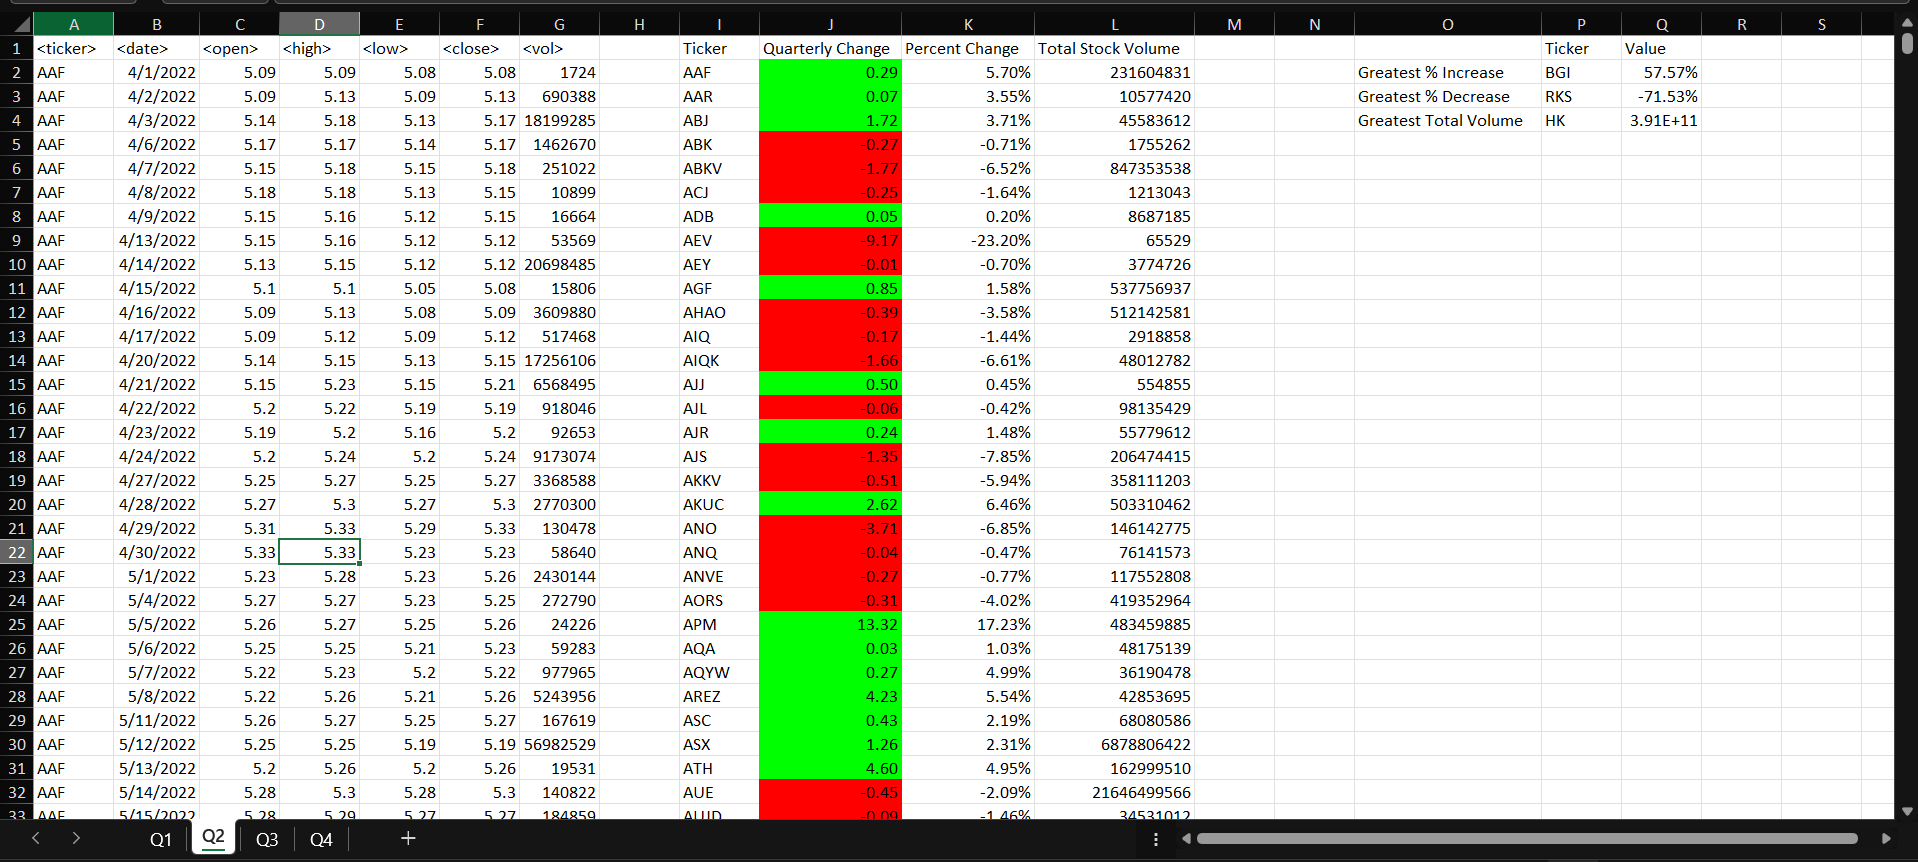 A B C D E F G H I J K L M N O P Q R S
1 <ticker> <date> <open> <high> <low> <close> <vol> Ticker Quarterly Change Percent Change Total Stock Volume Ticker Value
2 AAF 4/1/2022 5.09 5.09 5.08 5.08 1724 AAF 0.29 5.70% 231604831 Greatest % Increase BGI 57.57%
3 AAF 4/2/2022 5.09 5.13 5.09 5.13 690388 AAR 0.07 3.55% 10577420 Greatest % Decrease RKS -71.53%
4 AAF 4/3/2022 5.14 5.18 5.13 5.17 18199285 ABJ 1.72 3.71% 45583612 Greatest Total Volume HK 3.91E+11
5 AAF 4/6/2022 5.17 5.17 5.14 5.17 1462670 ABK -0.27 -0.71% 1755262
6 AAF 4/7/2022 5.15 5.18 5.15 5.18 251022 ABKV -1.77 -6.52% 847353538
7 AAF 4/8/2022 5.18 5.18 5.13 5.15 10899 ACJ -0.25 -1.64% 1213043
8 AAF 4/9/2022 5.15 5.16 5.12 5.15 16664 ADB 0.05 0.20% 8687185
9 AAF 4/13/2022 5.15 5.16 5.12 5.12 53569 AEV -9.17 -23.20% 65529
10 AAF 4/14/2022 5.13 5.15 5.12 5.12 20698485 AEY -0.01 -0.70% 3774726
11 AAF 4/15/2022 5.1 5.1 5.05 5.08 15806 AGF 0.85 1.58% 537756937
12 AAF 4/16/2022 5.09 5.13 5.08 5.09 3609880 AHAO -0.39 -3.58% 512142581
13 AAF 4/17/2022 5.09 5.12 5.09 5.12 517468 AIQ -0.17 -1.44% 2918858
14 AAF 4/20/2022 5.14 5.15 5.13 5.15 17256106 AIQK -1.66 -6.61% 48012782
15 AAF 4/21/2022 5.15 5.23 5.15 5.21 6568495 AJJ 0.50 0.45% 554855
16 AAF 4/22/2022 5.2 5.22 5.19 5.19 918046 AJL -0.06 -0.42% 98135429
17 AAF 4/23/2022 5.19 5.2 5.16 5.2 92653 AJR 0.24 1.48% 55779612
18 AAF 4/24/2022 5.2 5.24 5.2 5.24 9173074 AJS -1.35 -7.85% 206474415
19 AAF 4/27/2022 5.25 5.27 5.25 5.27 3368588 AKKV -0.51 -5.94% 358111203
20 AAF 4/28/2022 5.27 5.3 5.27 5.3 2770300 AKUC 2.62 6.46% 503310462
21 AAF 4/29/2022 5.31 5.33 5.29 5.33 130478 ANO -3.71 -6.85% 146142775
22 AAF 4/30/2022 5.33 5.33 5.23 5.23 58640 ANQ -0.04 -0.47% 76141573
23 AAF 5/1/2022 5.23 5.28 5.23 5.26 2430144 ANVE -0.27 -0.77% 117552808
24 AAF 5/4/2022 5.27 5.27 5.23 5.25 272790 AORS -0.31 -4.02% 419352964
25 AAF 5/5/2022 5.26 5.27 5.25 5.26 24226 APM 13.32 17.23% 483459885
26 AAF 5/6/2022 5.25 5.25 5.21 5.23 59283 AQA 0.03 1.03% 48175139
27 AAF 5/7/2022 5.22 5.23 5.2 5.22 977965 AQYW 0.27 4.99% 36190478
28 AAF 5/8/2022 5.22 5.26 5.21 5.26 5243956 AREZ 4.23 5.54% 42853695
29 AAF 5/11/2022 5.26 5.27 5.25 5.27 167619 ASC 0.43 2.19% 68080586
30 AAF 5/12/2022 5.25 5.25 5.19 5.19 56982529 ASX 1.26 2.31% 6878806422
31 AAF 5/13/2022 5.2 5.26 5.2 5.26 19531 ATH 4.60 4.95% 162999510
32 AAF 5/14/2022 5.28 5.3 5.28 5.3 140822 AUE -0.45 -2.09% 21646499566
33 AAF 5/15/2022 5.28 5.29 5.27 5.27 184859 -0.09 -1.46% 34531012
Q1 Q2 Q3 Q4